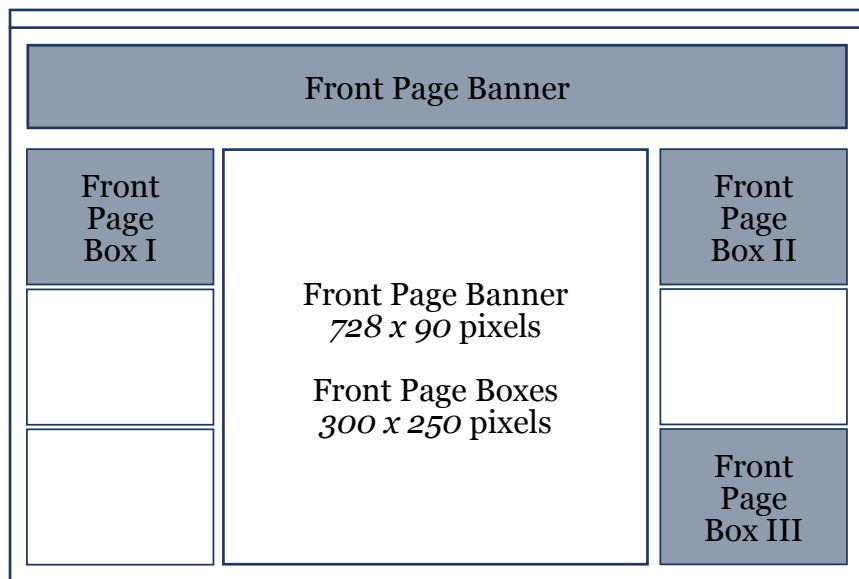 Front Page Banner
Front
Page
Box I
Front Page Banner
728 x 90 pixels
Front Page Boxes
300 x 250 pixels
Front
Page
Box II
Front
Page
Box III